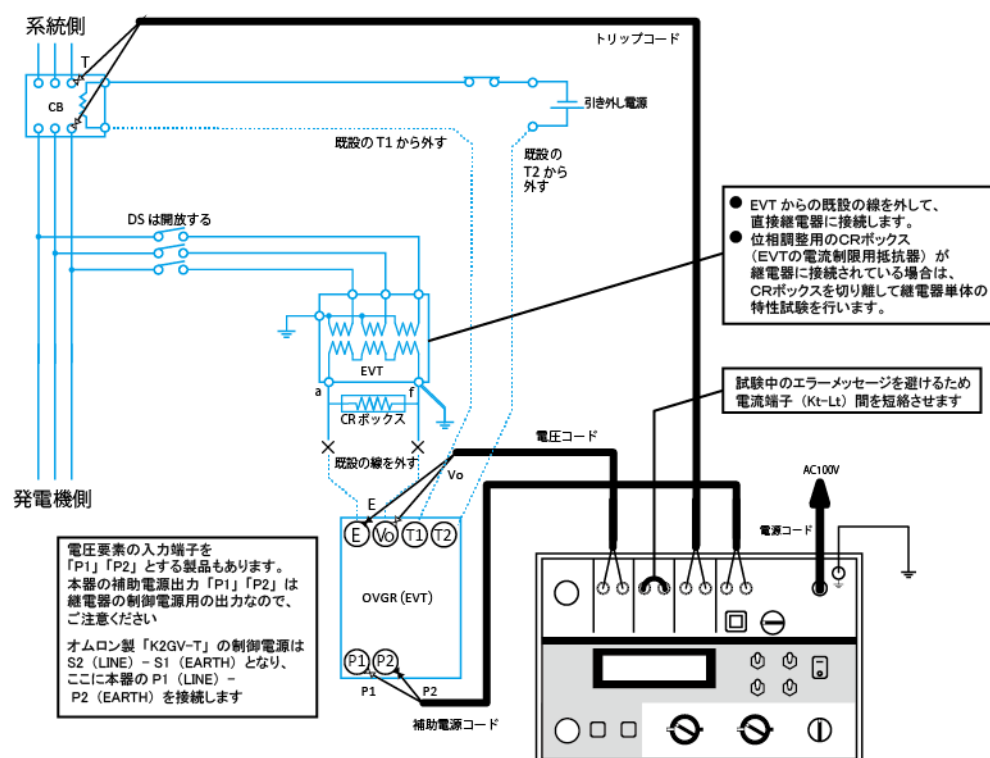 系統側
T
トリップコード
CB
引き外し電源
既設の T1 から外す
既設の
T2 から
外す
DS は開放する
● EVT からの既設の線を外して、
直接継電器に接続します。
● 位相調整用のCRボックス
（EVTの電流制限用抵抗器）が
継電器に接続されている場合は、
CRボックスを切り離して継電器単体の
特性試験を行います。
EVT
a
f
CR ボックス
試験中のエラーメッセージを避けるため
電流端子（Kt-Lt）間を短絡させます
既設の線を外す
電圧コード
Vo
AC100V
発電機側
E
電源コード
E
Vo
T1
T2
電圧要素の入力端子を
「P1」「P2」とする製品もあります。
本器の補助電源出力「P1」「P2」は
継電器の制御電源用の出力なので、
ご注意ください
オムロン製「K2GV-T」の制御電源は
S2（LINE）- S1（EARTH）となり、
ここに本器の P1（LINE）-
P2（EARTH）を接続します
OVGR（EVT）
P1
P2
P1
P2
補助電源コード